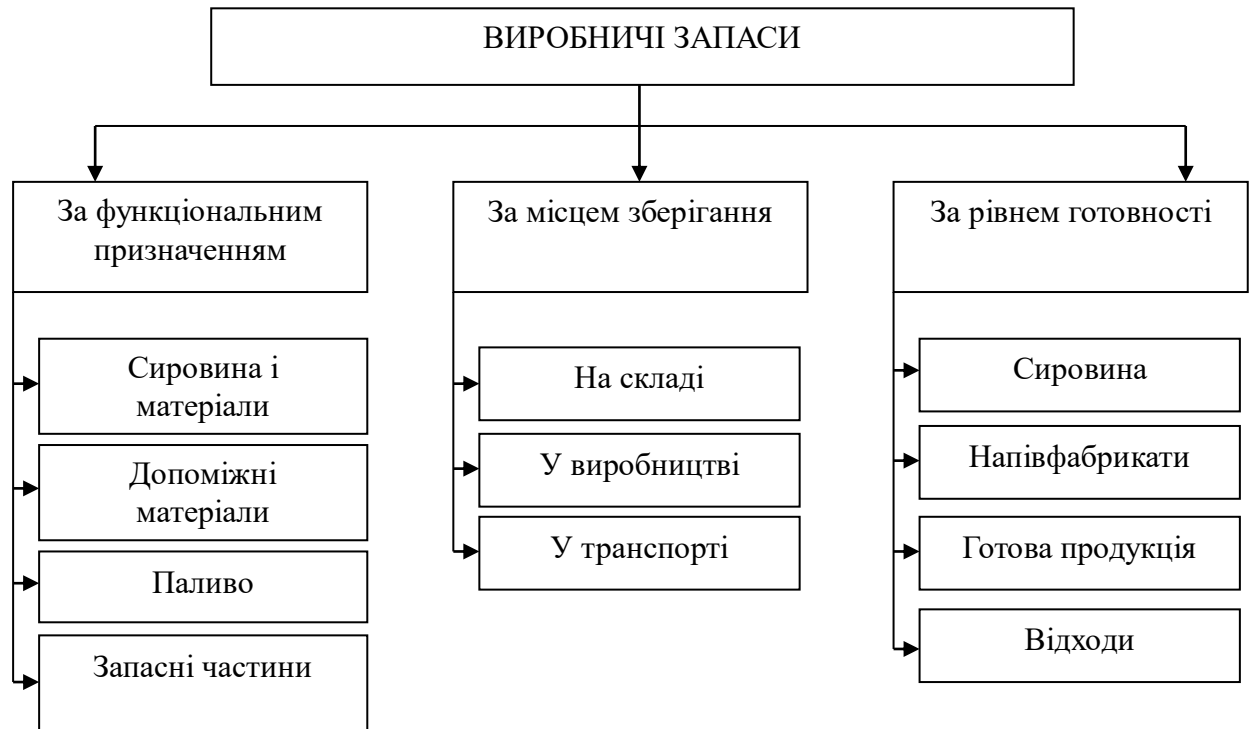 ВИРОБНИЧІ ЗАПАСИ
За функціональним
призначенням
Сировина і
матеріали
Допоміжні
матеріали
Паливо
Запасні частини
За місцем зберігання
На складі
У виробництві
У транспорті
За рівнем готовності
Сировина
Напівфабрикати
Готова продукція
Відходи